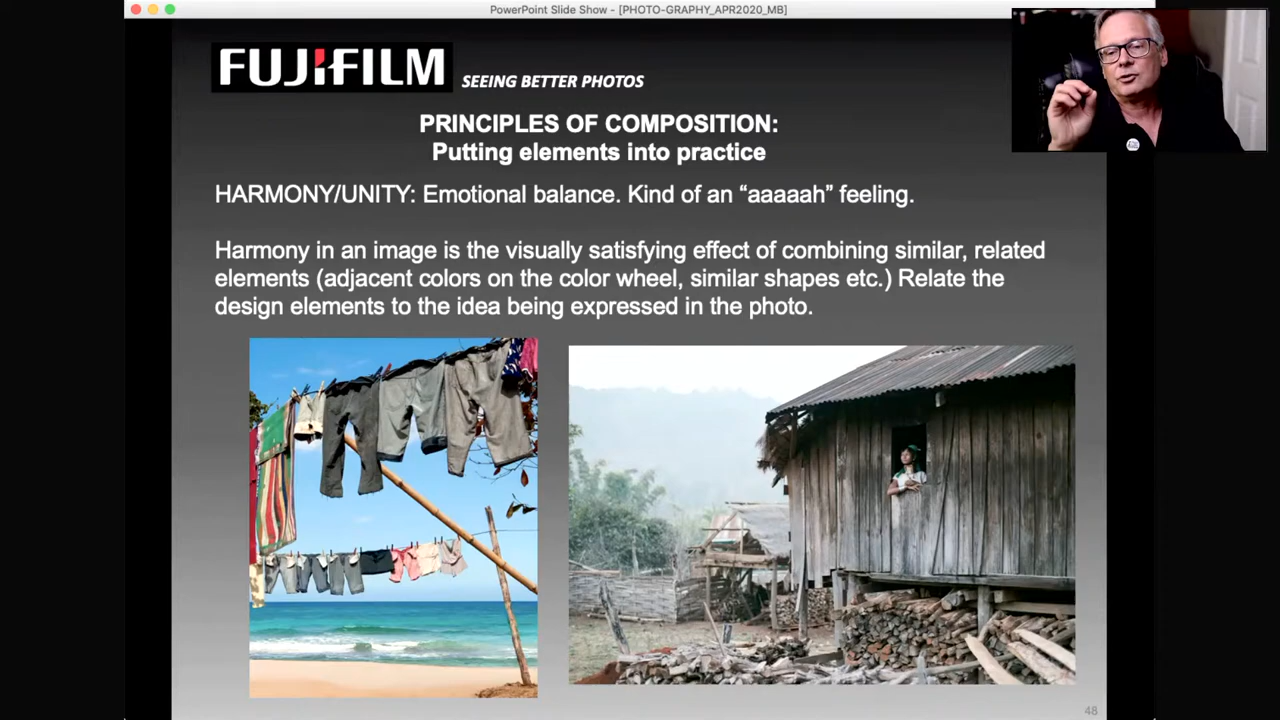 PowerPoint Slide Show - [PHOTO-GRAPHY_APR2020_MB]
FUJIFILM SEEING BETTER PHOTOS
PRINCIPLES OF COMPOSITION:
Putting elements into practice
HARMONY/UNITY: Emotional balance. Kind of an “aaaaah” feeling.
Harmony in an image is the visually satisfying effect of combining similar, related
elements (adjacent colors on the color wheel, similar shapes etc.) Relate the
design elements to the idea being expressed in the photo.
48